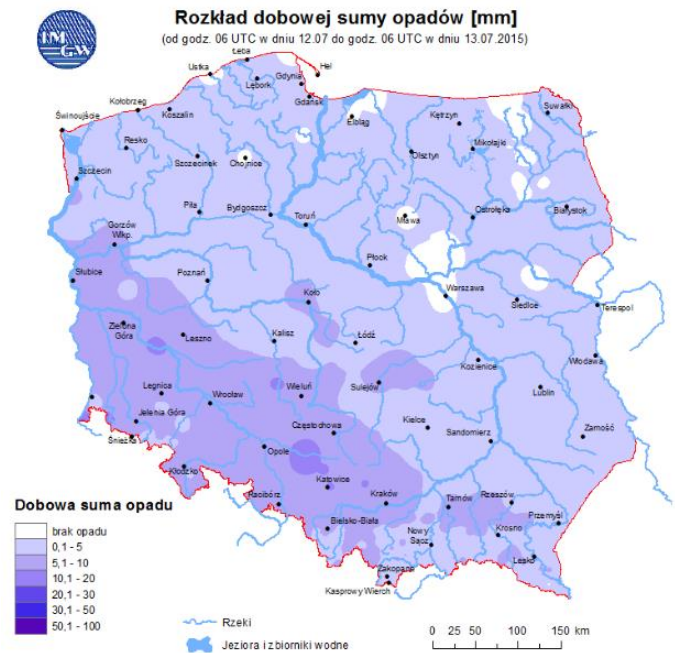 Rozkład dobowej sumy opadów [mm]
(od godz. 06 UTC w dniu 12.07 do godz. 06 UTC w dniu 13.07.2015)
IM
GW
Łeba
Hel
Ustka
Lębork
Gdynia
Gdańsk
Kołobrzeg
Koszalin
Elbląg
Kętrzyn
Suwałki
Świnoujście
Resko
Szczecinek
Chojnice
Olsztyn
Mikołajki
Szczecin
Piła
Bydgoszcz
Toruń
Mława
Ostrołęka
Białystok
Gorzów
Wlkp.
Płock
Słubice
Poznań
Koło
Warszawa
Siedlce
Terespol
Zielona
Góra
Leszno
Kalisz
Łódź
Kozienice
Włodawa
Legnica
Wrocław
Wieluń
Sulejów
Lublin
Jelenia Góra
Śnieżka
Częstochowa
Kielce
Sandomierz
Zamość
Opole
Kłodzko
Katowice
Racibórz
Kraków
Tarnów
Rzeszów
Przemyśl
Bielsko-Biała
Nowy
Sącz
Krosno
Lesko
Zakopane
Kasprowy Wierch
Dobowa suma opadu
brak opadu
0,1 - 5
5,1 - 10
10,1 - 20
20,1 - 30
30,1 - 50
50,1 - 100
Rzeki
Jeziora i zbiorniki wodne
0 25 50 100 150 km